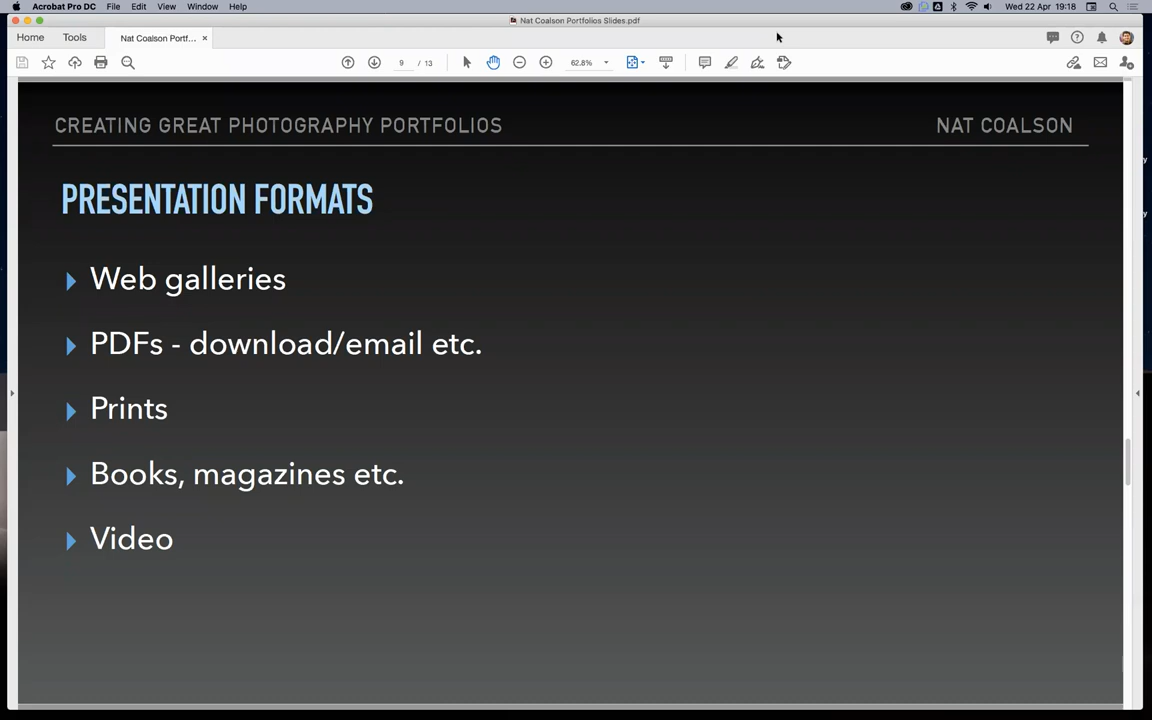 Acrobat Pro DC File Edit View Window Help Wed 22 Apr 19:18
Nat Coalson Portfolios Slides.pdf
Home Tools Nat Coalson Portf... ×
9 / 13 62.8%
CREATING GREAT PHOTOGRAPHY PORTFOLIOS NAT COALSON
PRESENTATION FORMATS
Web galleries
PDFs - download/email etc.
Prints
Books, magazines etc.
Video